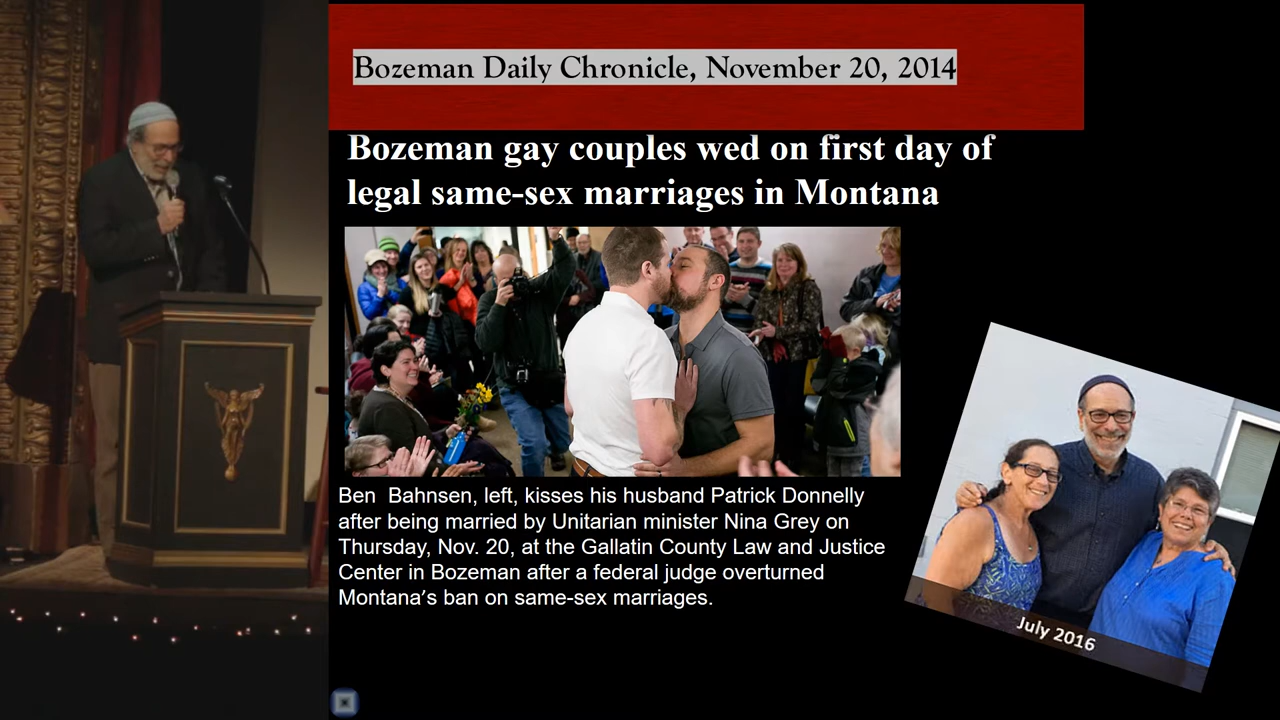 Bozeman Daily Chronicle, November 20, 2014
Bozeman gay couples wed on first day of
legal same-sex marriages in Montana
Ben  Bahnsen, left, kisses his husband Patrick Donnelly
after being married by Unitarian minister Nina Grey on
Thursday, Nov. 20, at the Gallatin County Law and Justice
Center in Bozeman after a federal judge overturned
Montana’s ban on same-sex marriages.
July 2016